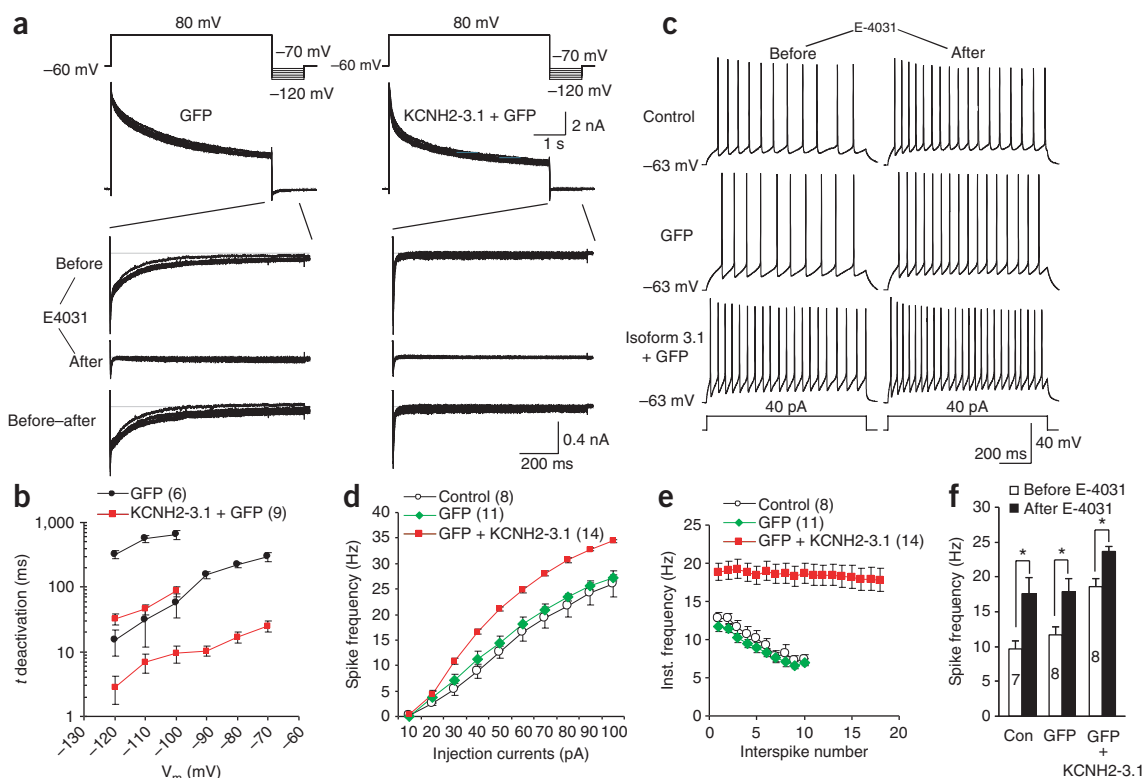 a
80 mV
−60 mV
−70 mV
−120 mV
GFP
80 mV
−60 mV
−70 mV
−120 mV
KCNH2-3.1 + GFP
2 nA
1 s
Before
E4031
After
Before–after
0.4 nA
200 ms
c
E-4031
Before
After
Control
−63 mV
GFP
−63 mV
Isoform 3.1
+ GFP
−63 mV
40 pA
40 pA
200 ms
40 mV
b
GFP (6)
KCNH2-3.1 + GFP (9)
t deactivation (ms)
1,000
100
10
1
−130
−120
−110
−100
−90
−80
−70
−60
Vm (mV)
d
Control (8)
GFP (11)
GFP + KCNH2-3.1 (14)
Spike frequency (Hz)
40
35
30
25
20
15
10
5
0
10 20 30 40 50 60 70 80 90 100
Injection currents (pA)
e
Control (8)
GFP (11)
GFP + KCNH2-3.1 (14)
Inst. frequency (Hz)
25
20
15
10
5
0
0 5 10 15 20
Interspike number
f
Before E-4031
After E-4031
Spike frequency (Hz)
30
25
20
15
10
5
0
* * *
7 8 8
Con GFP GFP
+
KCNH2-3.1